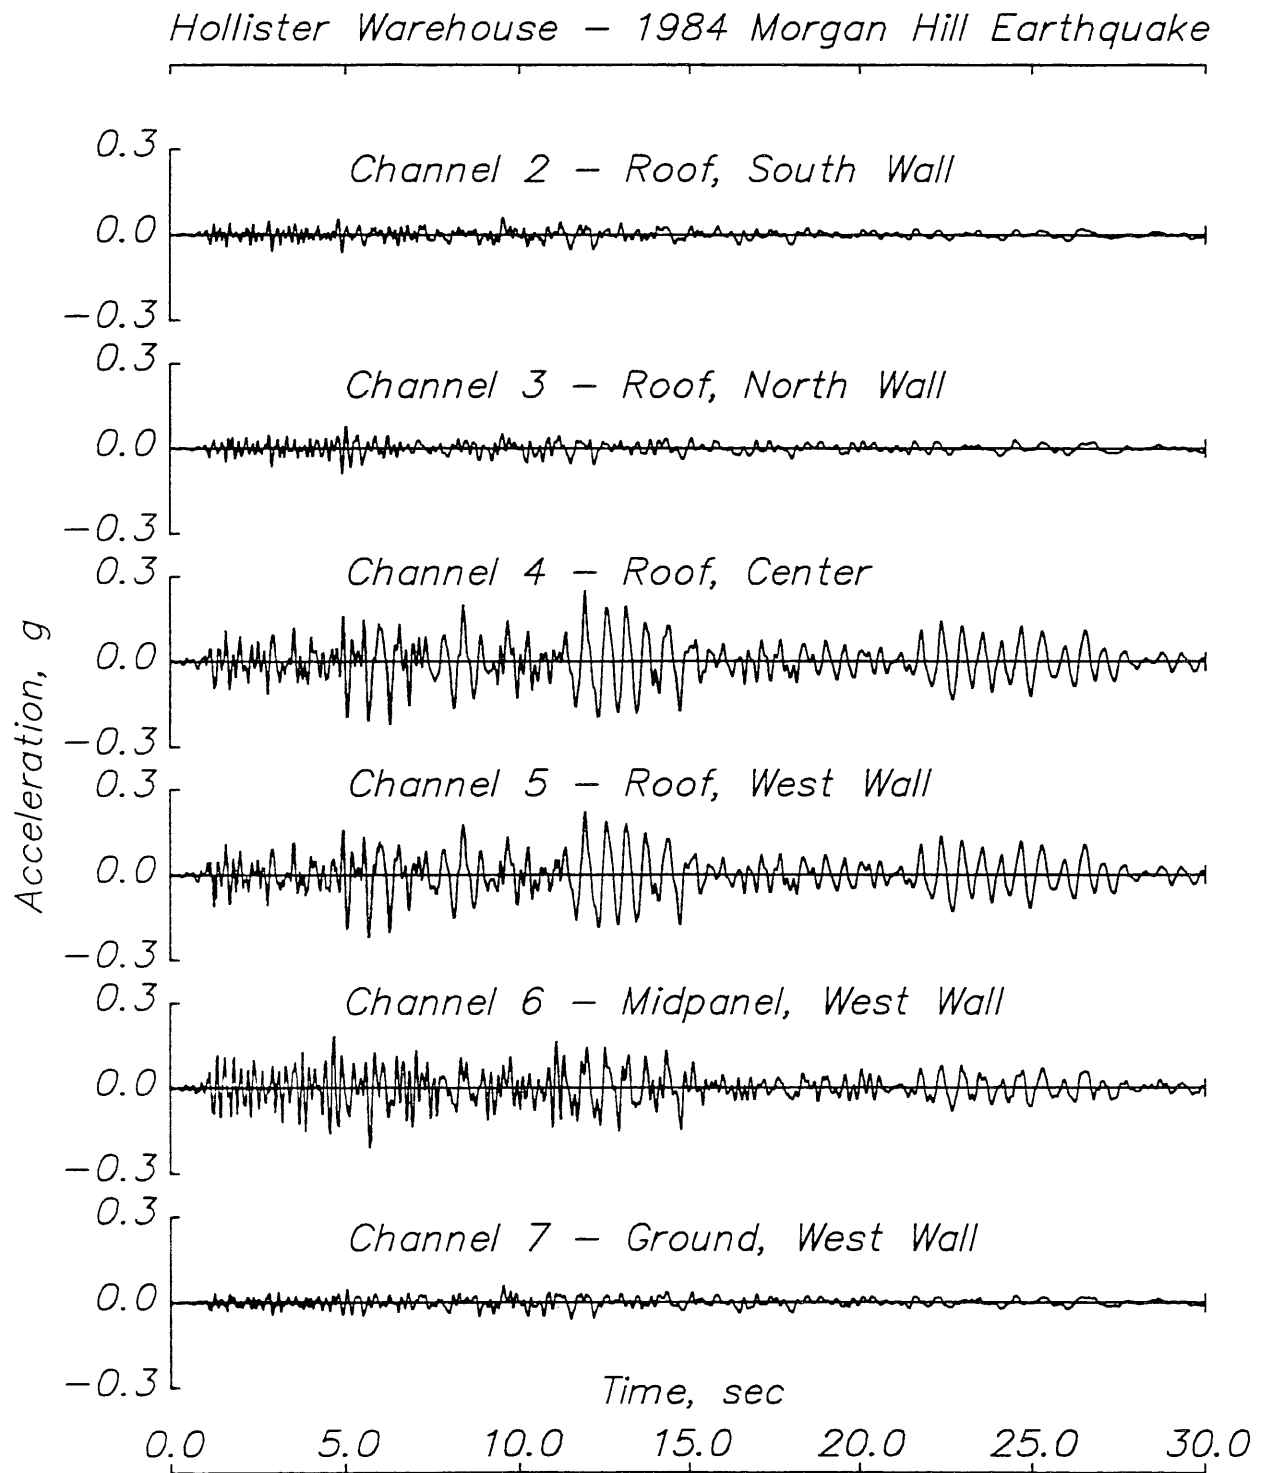 Hollister Warehouse – 1984 Morgan Hill Earthquake
0.3
Channel 2 – Roof, South Wall
0.0
−0.3
0.3
Channel 3 – Roof, North Wall
0.0
−0.3
0.3
Channel 4 – Roof, Center
0.0
−0.3
Acceleration, g
0.3
Channel 5 – Roof, West Wall
0.0
−0.3
0.3
Channel 6 – Midpanel, West Wall
0.0
−0.3
0.3
Channel 7 – Ground, West Wall
0.0
−0.3
Time, sec
0.0 5.0 10.0 15.0 20.0 25.0 30.0